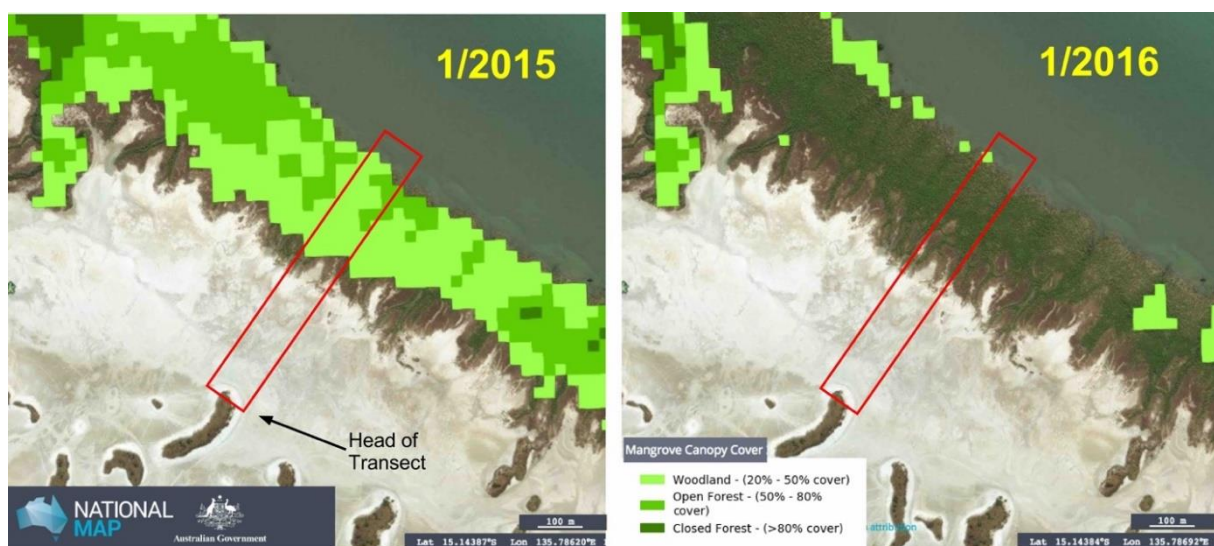 1/2015
Head of
Transect
NATIONAL
MAP
Australian Government
100 m
Lat 15.14387°S Lon 135.78620°E 1
1/2016
Mangrove Canopy Cover
Woodland - (20% - 50% cover)
Open Forest - (50% - 80%
cover)
Closed Forest - (>80% cover)
attribution
100 m
Lat 15.14384°S Lon 135.78692°E